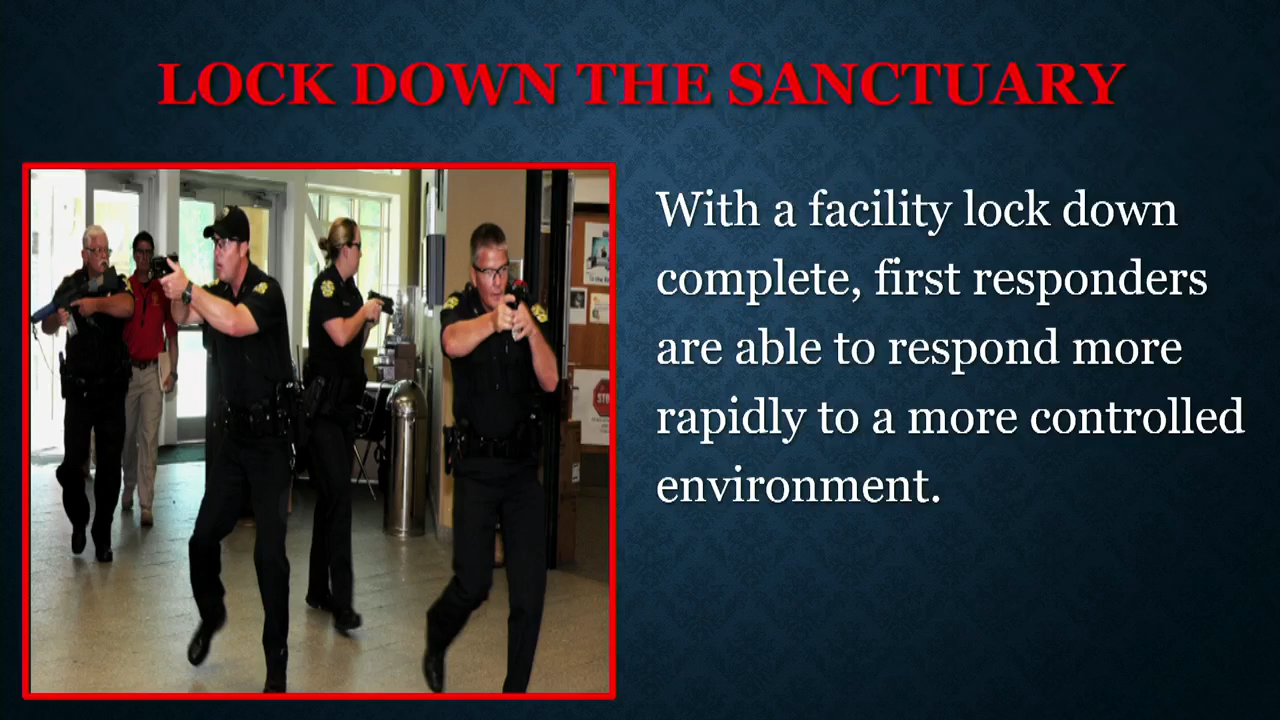 LOCK DOWN THE SANCTUARY
With a facility lock down
complete, first responders
are able to respond more
rapidly to a more controlled
environment.